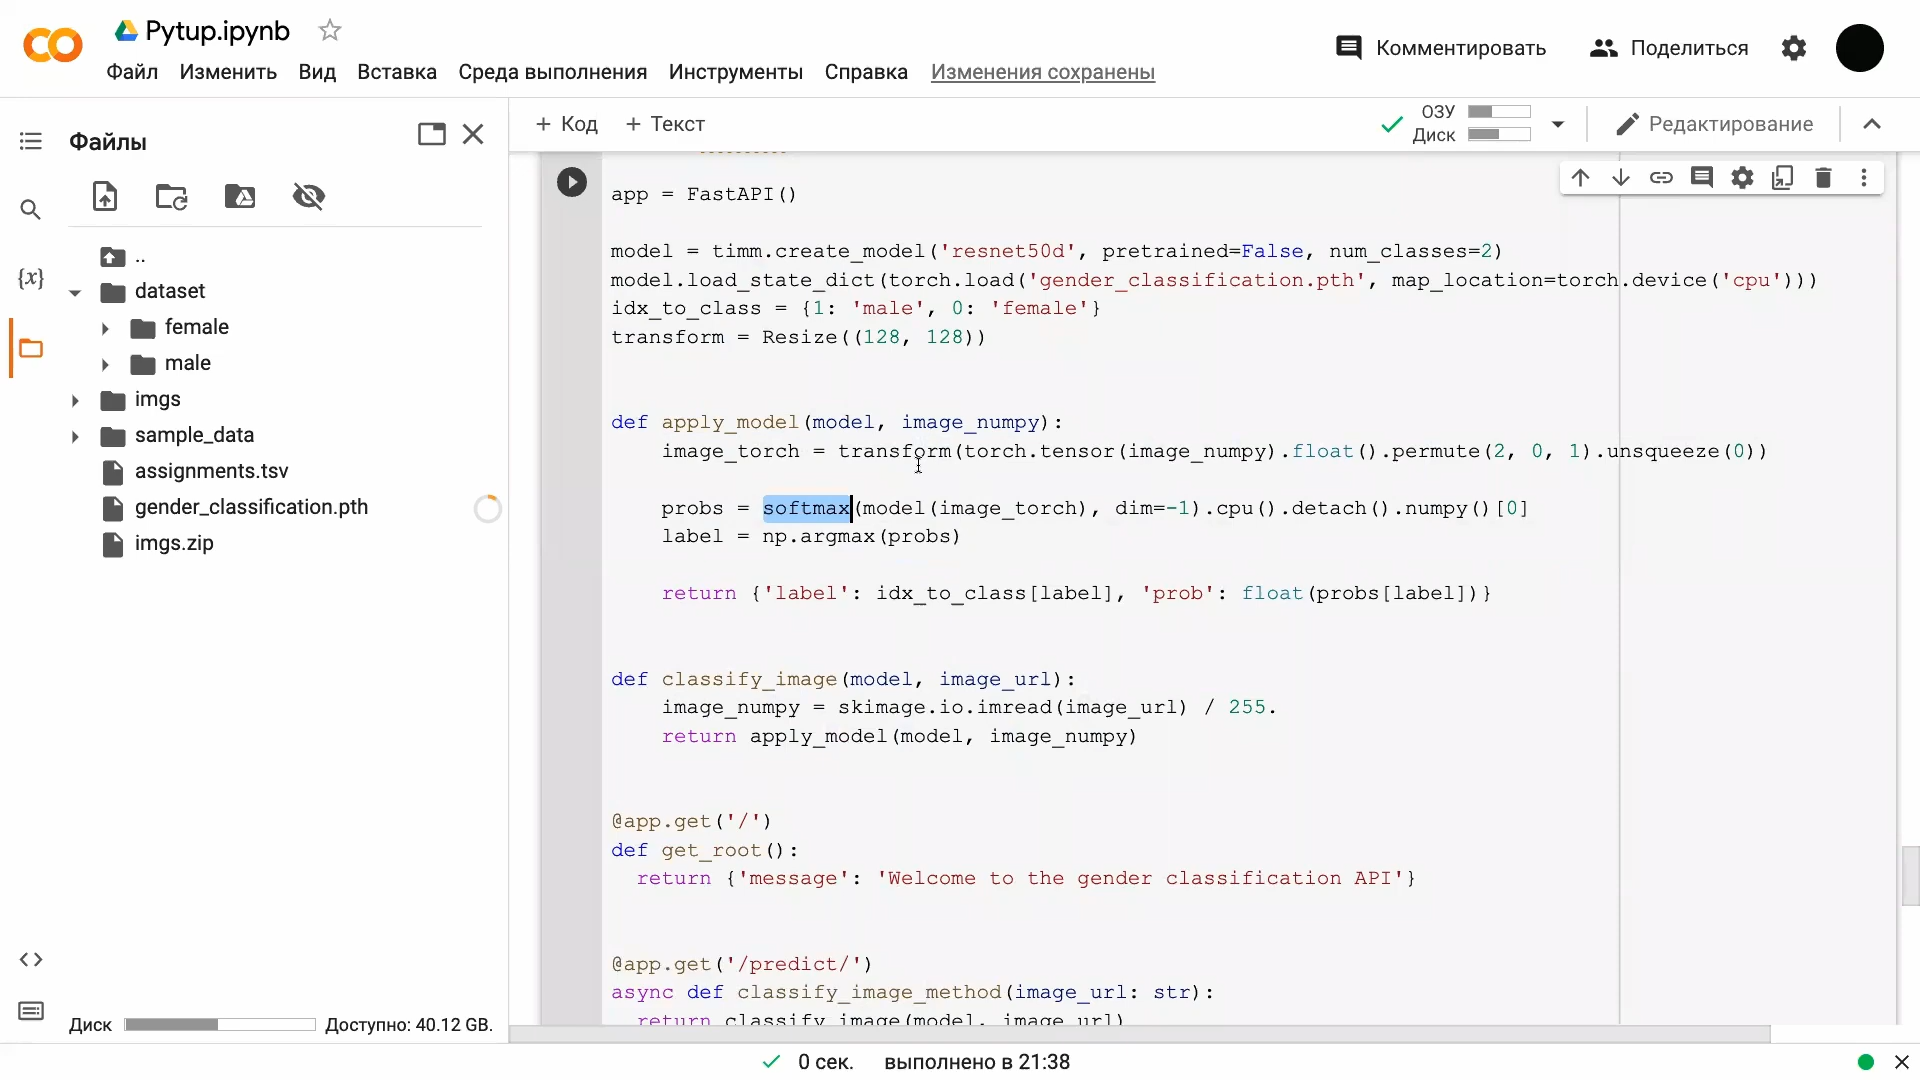 Pytup.ipynb
Файл Изменить Вид Вставка Среда выполнения Инструменты Справка Изменения сохранены
Комментировать Поделиться
+ Код + Текст
ОЗУ
Диск
Редактирование
Файлы
{x}
..
dataset
female
male
imgs
sample_data
assignments.tsv
gender_classification.pth
imgs.zip
Диск Доступно: 40.12 GB.
app = FastAPI()
model = timm.create_model('resnet50d', pretrained=False, num_classes=2)
model.load_state_dict(torch.load('gender_classification.pth', map_location=torch.device('cpu')))
idx_to_class = {1: 'male', 0: 'female'}
transform = Resize((128, 128))
def apply_model(model, image_numpy):
image_torch = transform(torch.tensor(image_numpy).float().permute(2, 0, 1).unsqueeze(0))
probs = softmax(model(image_torch), dim=-1).cpu().detach().numpy()[0]
label = np.argmax(probs)
return {'label': idx_to_class[label], 'prob': float(probs[label])}
def classify_image(model, image_url):
image_numpy = skimage.io.imread(image_url) / 255.
return apply_model(model, image_numpy)
@app.get('/')
def get_root():
return {'message': 'Welcome to the gender classification API'}
@app.get('/predict/')
async def classify_image_method(image_url: str):
return classify_image(model, image_url)
0 сек. выполнено в 21:38